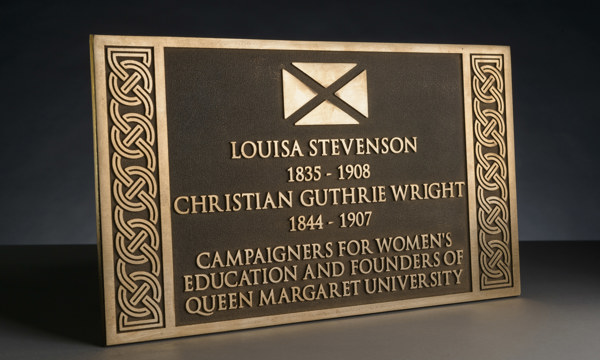 LOUISA STEVENSON
1835 - 1908
CHRISTIAN GUTHRIE WRIGHT
1844 - 1907
CAMPAIGNERS FOR WOMEN'S
EDUCATION AND FOUNDERS OF
QUEEN MARGARET UNIVERSITY